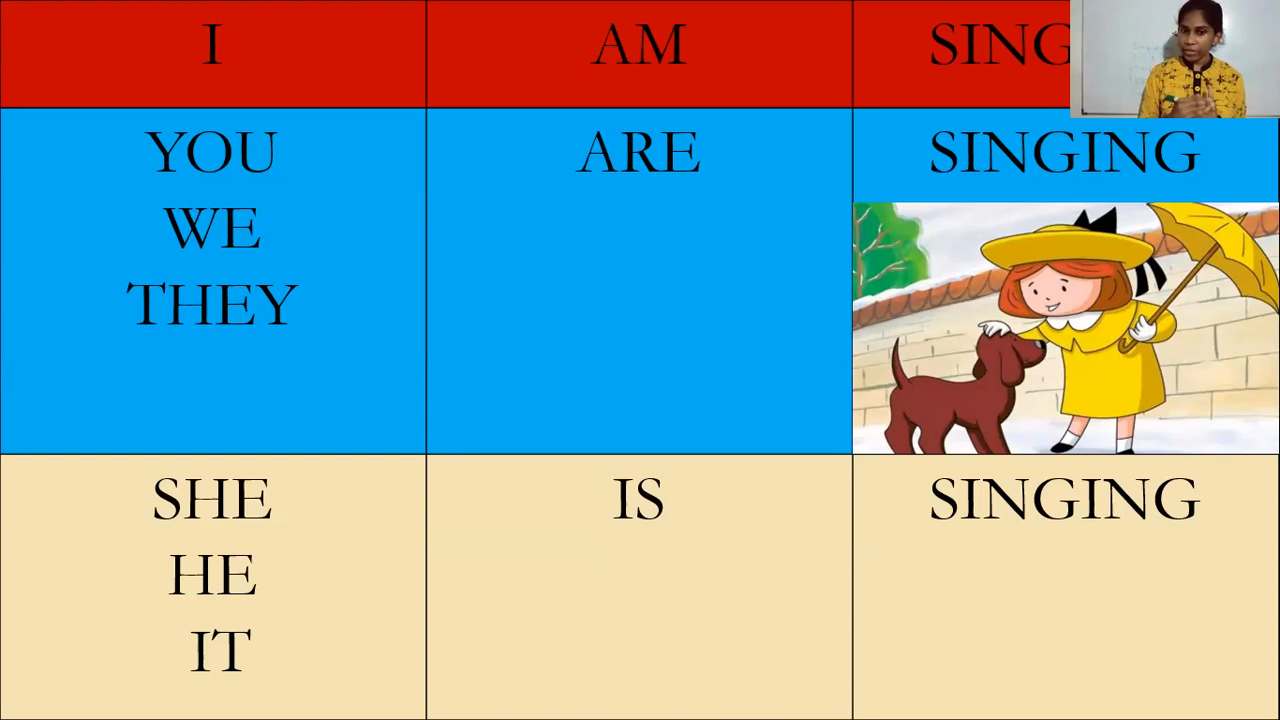 I AM SING
YOU ARE SINGING
WE
THEY
SHE IS SINGING
HE
IT